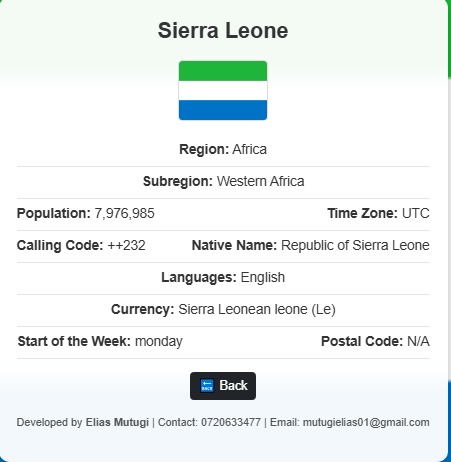 Sierra Leone
Region: Africa
Subregion: Western Africa
Population: 7,976,985 Time Zone: UTC
Calling Code: ++232 Native Name: Republic of Sierra Leone
Languages: English
Currency: Sierra Leonean leone (Le)
Start of the Week: monday Postal Code: N/A
BACK Back
Developed by Elias Mutugi | Contact: 0720633477 | Email: mutugielias01@gmail.com